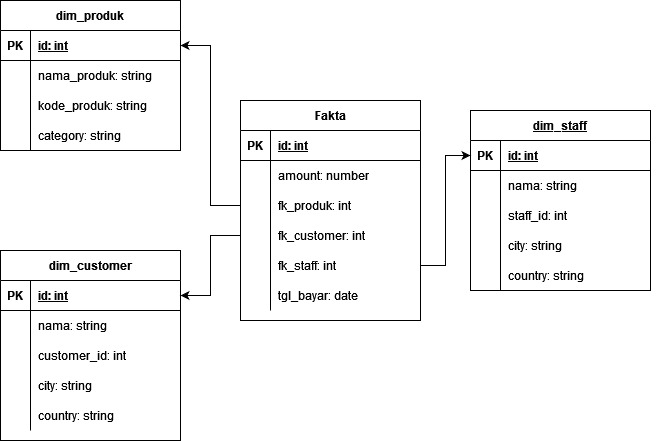 dim_produk
PK id: int
nama_produk: string
kode_produk: string
category: string
Fakta
PK id: int
amount: number
fk_produk: int
fk_customer: int
fk_staff: int
tgl_bayar: date
dim_staff
PK id: int
nama: string
staff_id: int
city: string
country: string
dim_customer
PK id: int
nama: string
customer_id: int
city: string
country: string